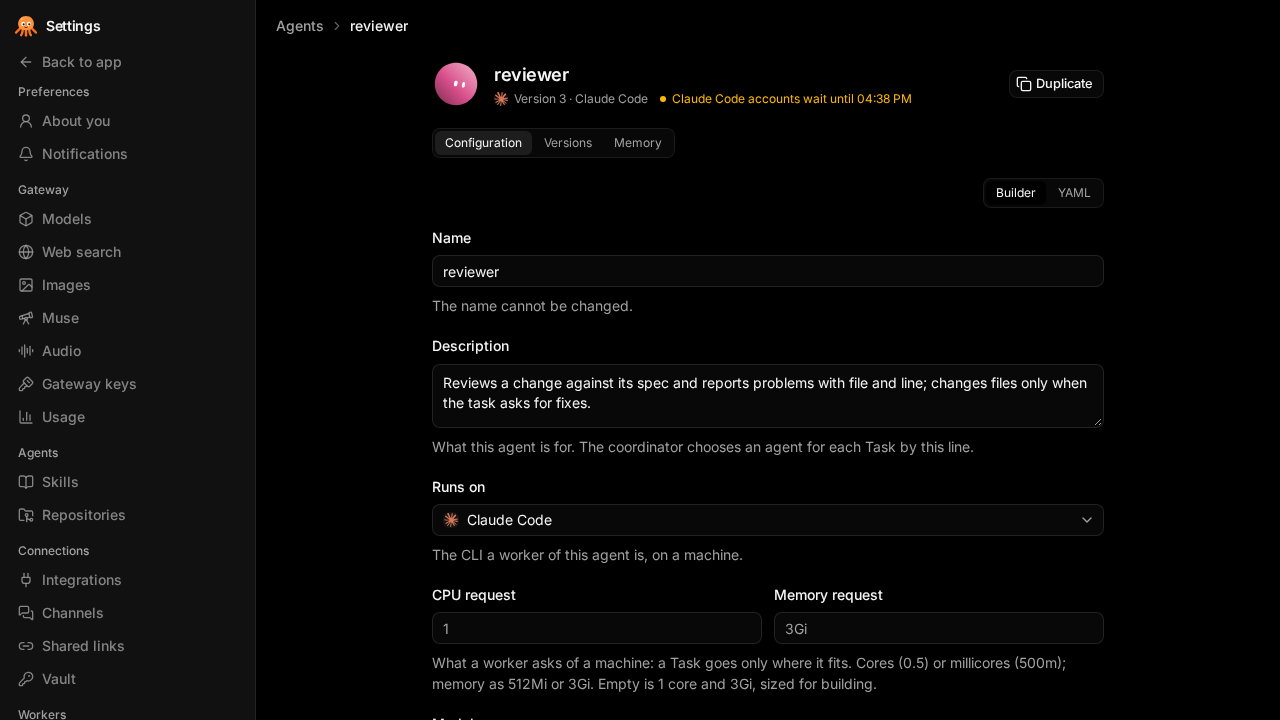 Settings
Back to app
Preferences
About you
Notifications
Gateway
Models
Web search
Images
Muse
Audio
Gateway keys
Usage
Agents
Skills
Repositories
Connections
Integrations
Channels
Shared links
Vault
Workers
Agents
reviewer
reviewer
Version 3 · Claude Code
Claude Code accounts wait until 04:38 PM
Duplicate
Configuration
Versions
Memory
Builder
YAML
Name
reviewer
The name cannot be changed.
Description
Reviews a change against its spec and reports problems with file and line; changes files only when
the task asks for fixes.
What this agent is for. The coordinator chooses an agent for each Task by this line.
Runs on
Claude Code
The CLI a worker of this agent is, on a machine.
CPU request
Memory request
1
3Gi
What a worker asks of a machine: a Task goes only where it fits. Cores (0.5) or millicores (500m);
memory as 512Mi or 3Gi. Empty is 1 core and 3Gi, sized for building.